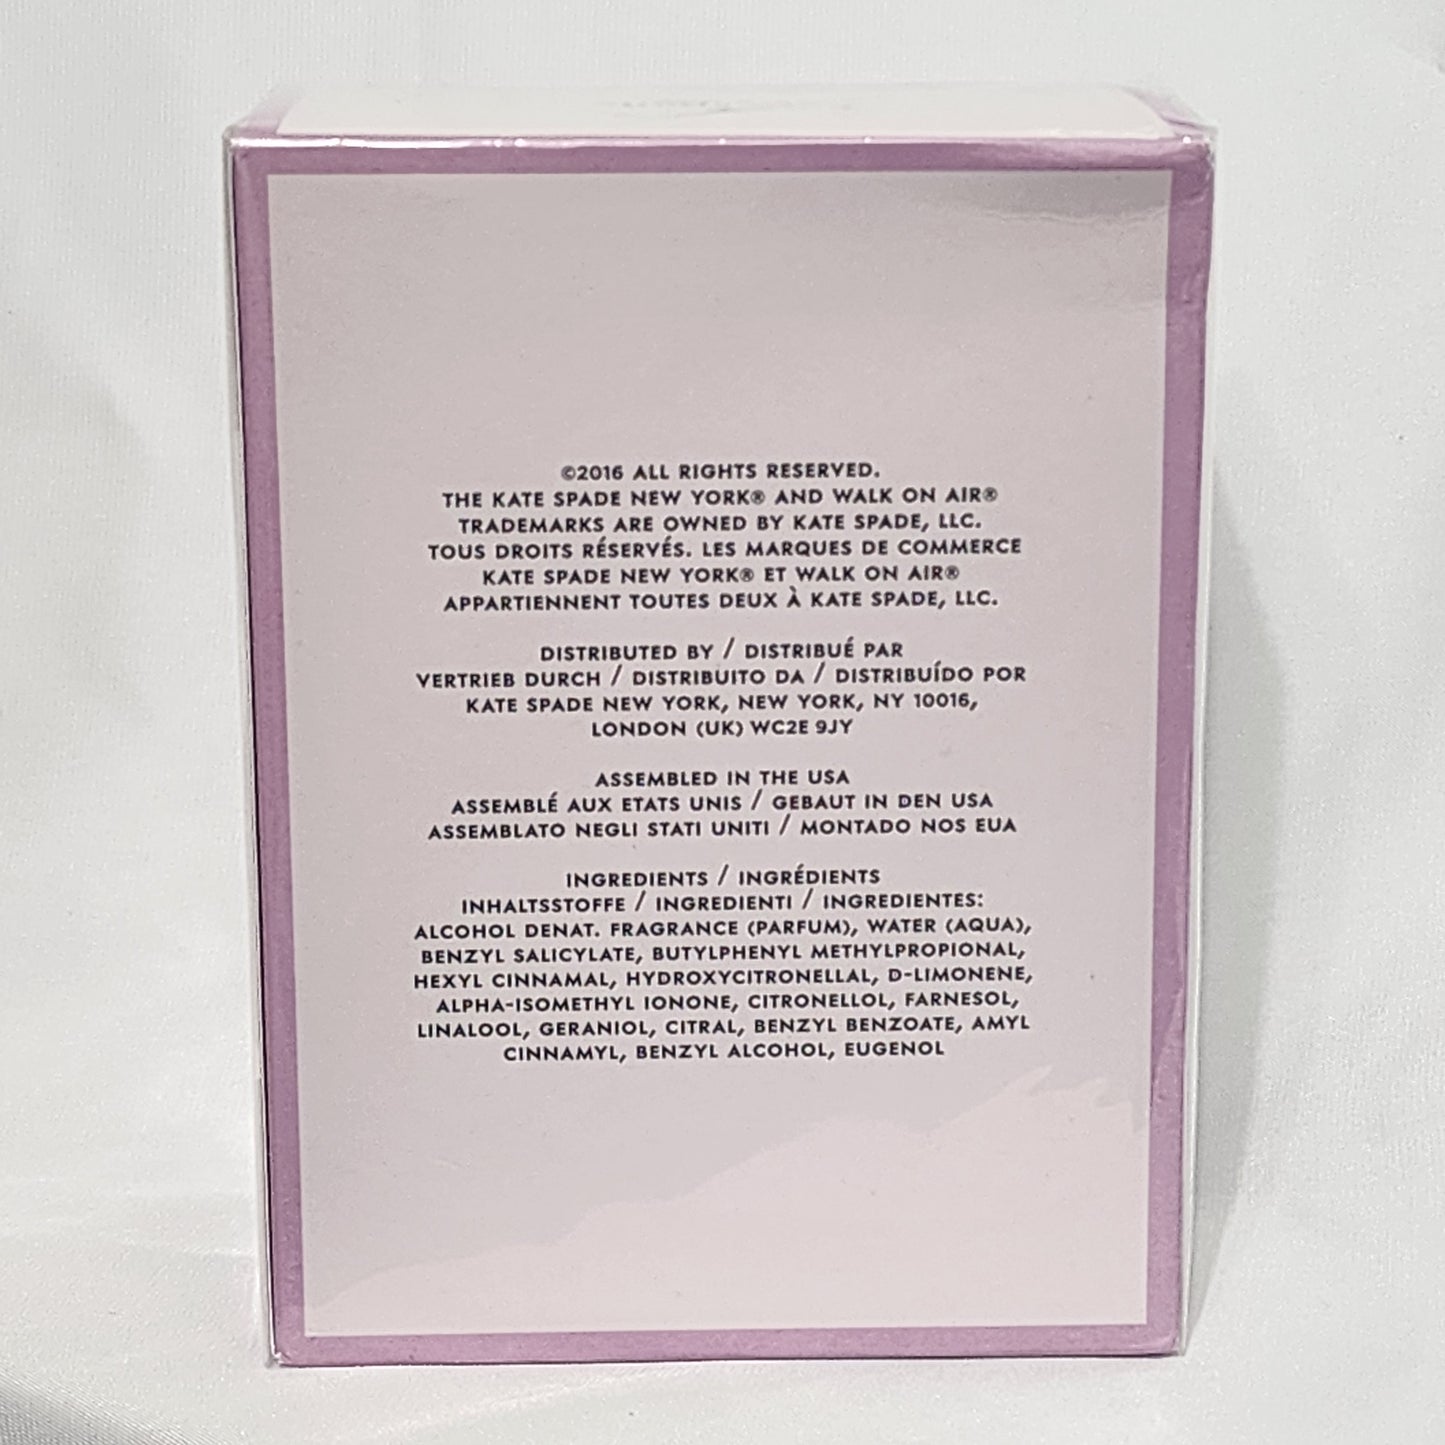 ©2016 ALL RIGHTS RESERVED.
THE KATE SPADE NEW YORK® AND WALK ON AIR®
TRADEMARKS ARE OWNED BY KATE SPADE, LLC.
TOUS DROITS RÉSERVÉS. LES MARQUES DE COMMERCE
KATE SPADE NEW YORK® ET WALK ON AIR®
APPARTIENNENT TOUTES DEUX À KATE SPADE, LLC.
DISTRIBUTED BY / DISTRIBUÉ PAR
VERTRIEB DURCH / DISTRIBUITO DA / DISTRIBUÍDO POR
KATE SPADE NEW YORK, NEW YORK, NY 10016,
LONDON (UK) WC2E 9JY
ASSEMBLED IN THE USA
ASSEMBLÉ AUX ETATS UNIS / GEBAUT IN DEN USA
ASSEMBLATO NEGLI STATI UNITI / MONTADO NOS EUA
INGREDIENTS / INGRÉDIENTS
INHALTSSTOFFE / INGREDIENTI / INGREDIENTES:
ALCOHOL DENAT. FRAGRANCE (PARFUM), WATER (AQUA),
BENZYL SALICYLATE, BUTYLPHENYL METHYLPROPIONAL,
HEXYL CINNAMAL, HYDROXYCITRONELLAL, D-LIMONENE,
ALPHA-ISOMETHYL IONONE, CITRONELLOL, FARNESOL,
LINALOOL, GERANIOL, CITRAL, BENZYL BENZOATE, AMYL
CINNAMYL, BENZYL ALCOHOL, EUGENOL